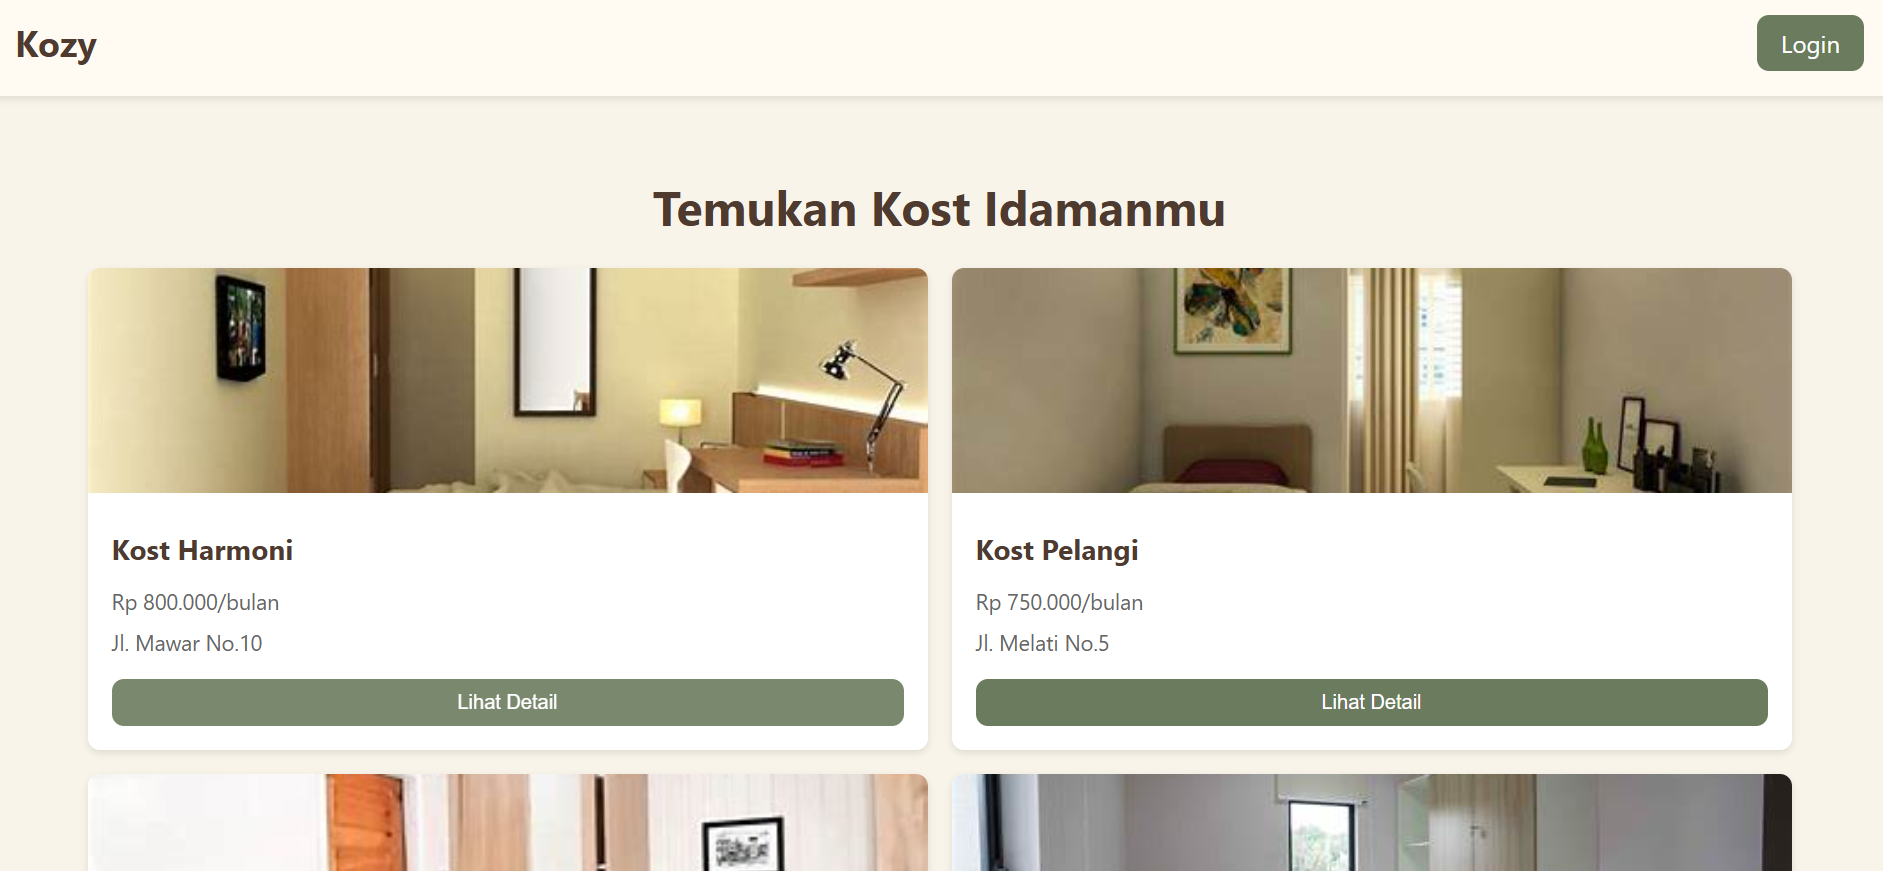 Kozy
Login
Temukan Kost Idamanmu
Kost Harmoni
Rp 800.000/bulan
Jl. Mawar No.10
Lihat Detail
Kost Pelangi
Rp 750.000/bulan
Jl. Melati No.5
Lihat Detail